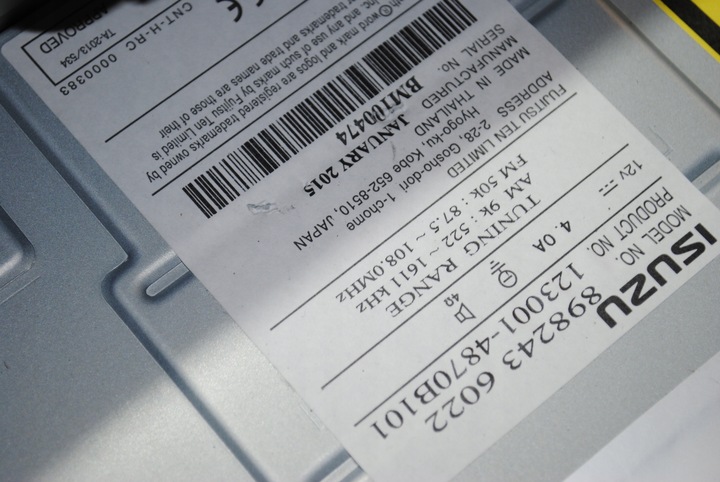 ISUZU
MODEL NO. 898243 6022
PRODUCT NO. 123001-4870B101
12V 4.0A 4Ω
TUNING RANGE
AM 9k : 522 ~ 1611 kHz
FM 50k : 87.5 ~ 108.0MHz
FUJITSU TEN LIMITED
ADDRESS 2-28, Gosho-dori 1-chome
Hyogo-ku, Kobe 652-8510, JAPAN
MADE IN THAILAND
MANUFACTURED JANUARY 2015
SERIAL NO. BM100474
word mark and logos are registered trademarks owned by
Inc. and any use of such marks by Fujitsu Ten Limited is
trademarks and trade names are those of their
CE
CNT-H-RC 0000383
TA-2013/534
APPROVED